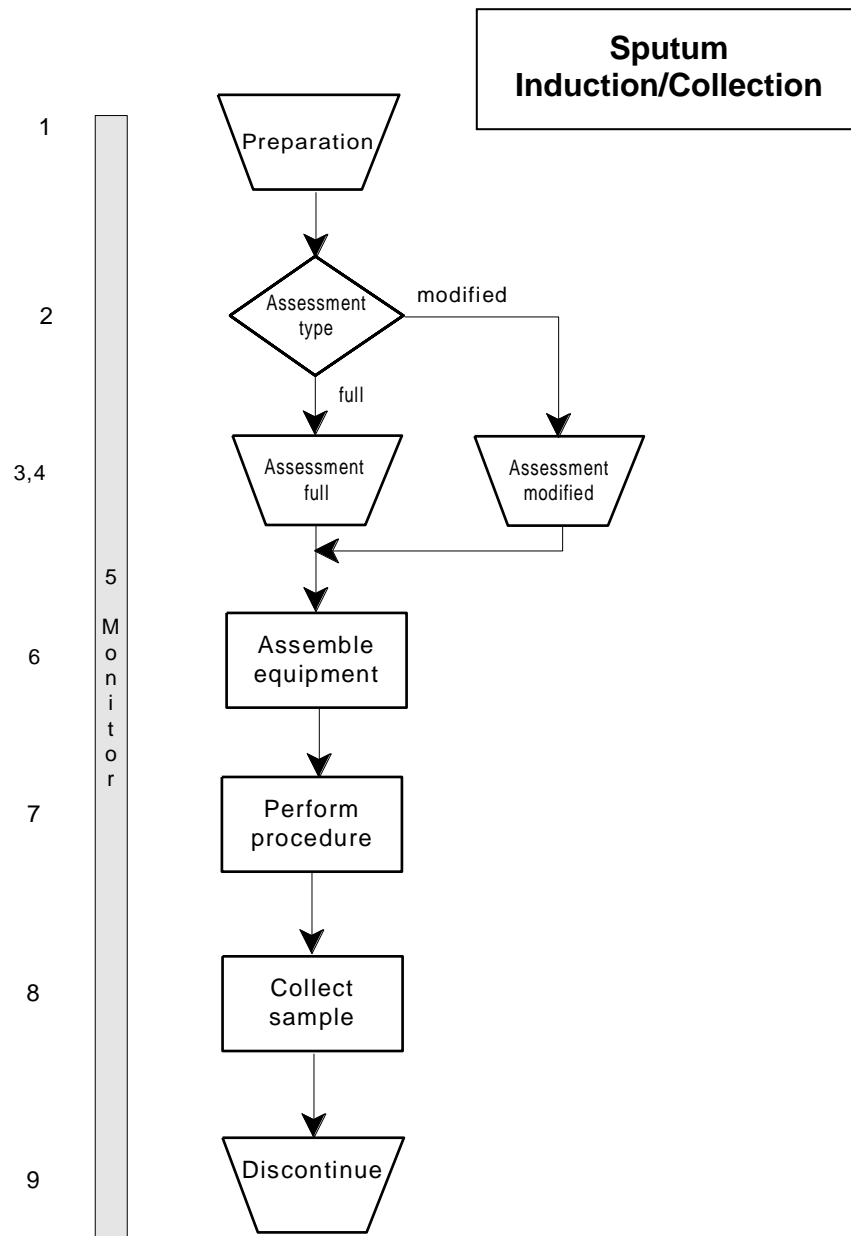 Sputum
Induction/Collection
1
Preparation
2
Assessment
type
modified
full
3,4
Assessment
full
Assessment
modified
5
M
o
n
i
t
o
r
6
Assemble
equipment
7
Perform
procedure
8
Collect
sample
9
Discontinue